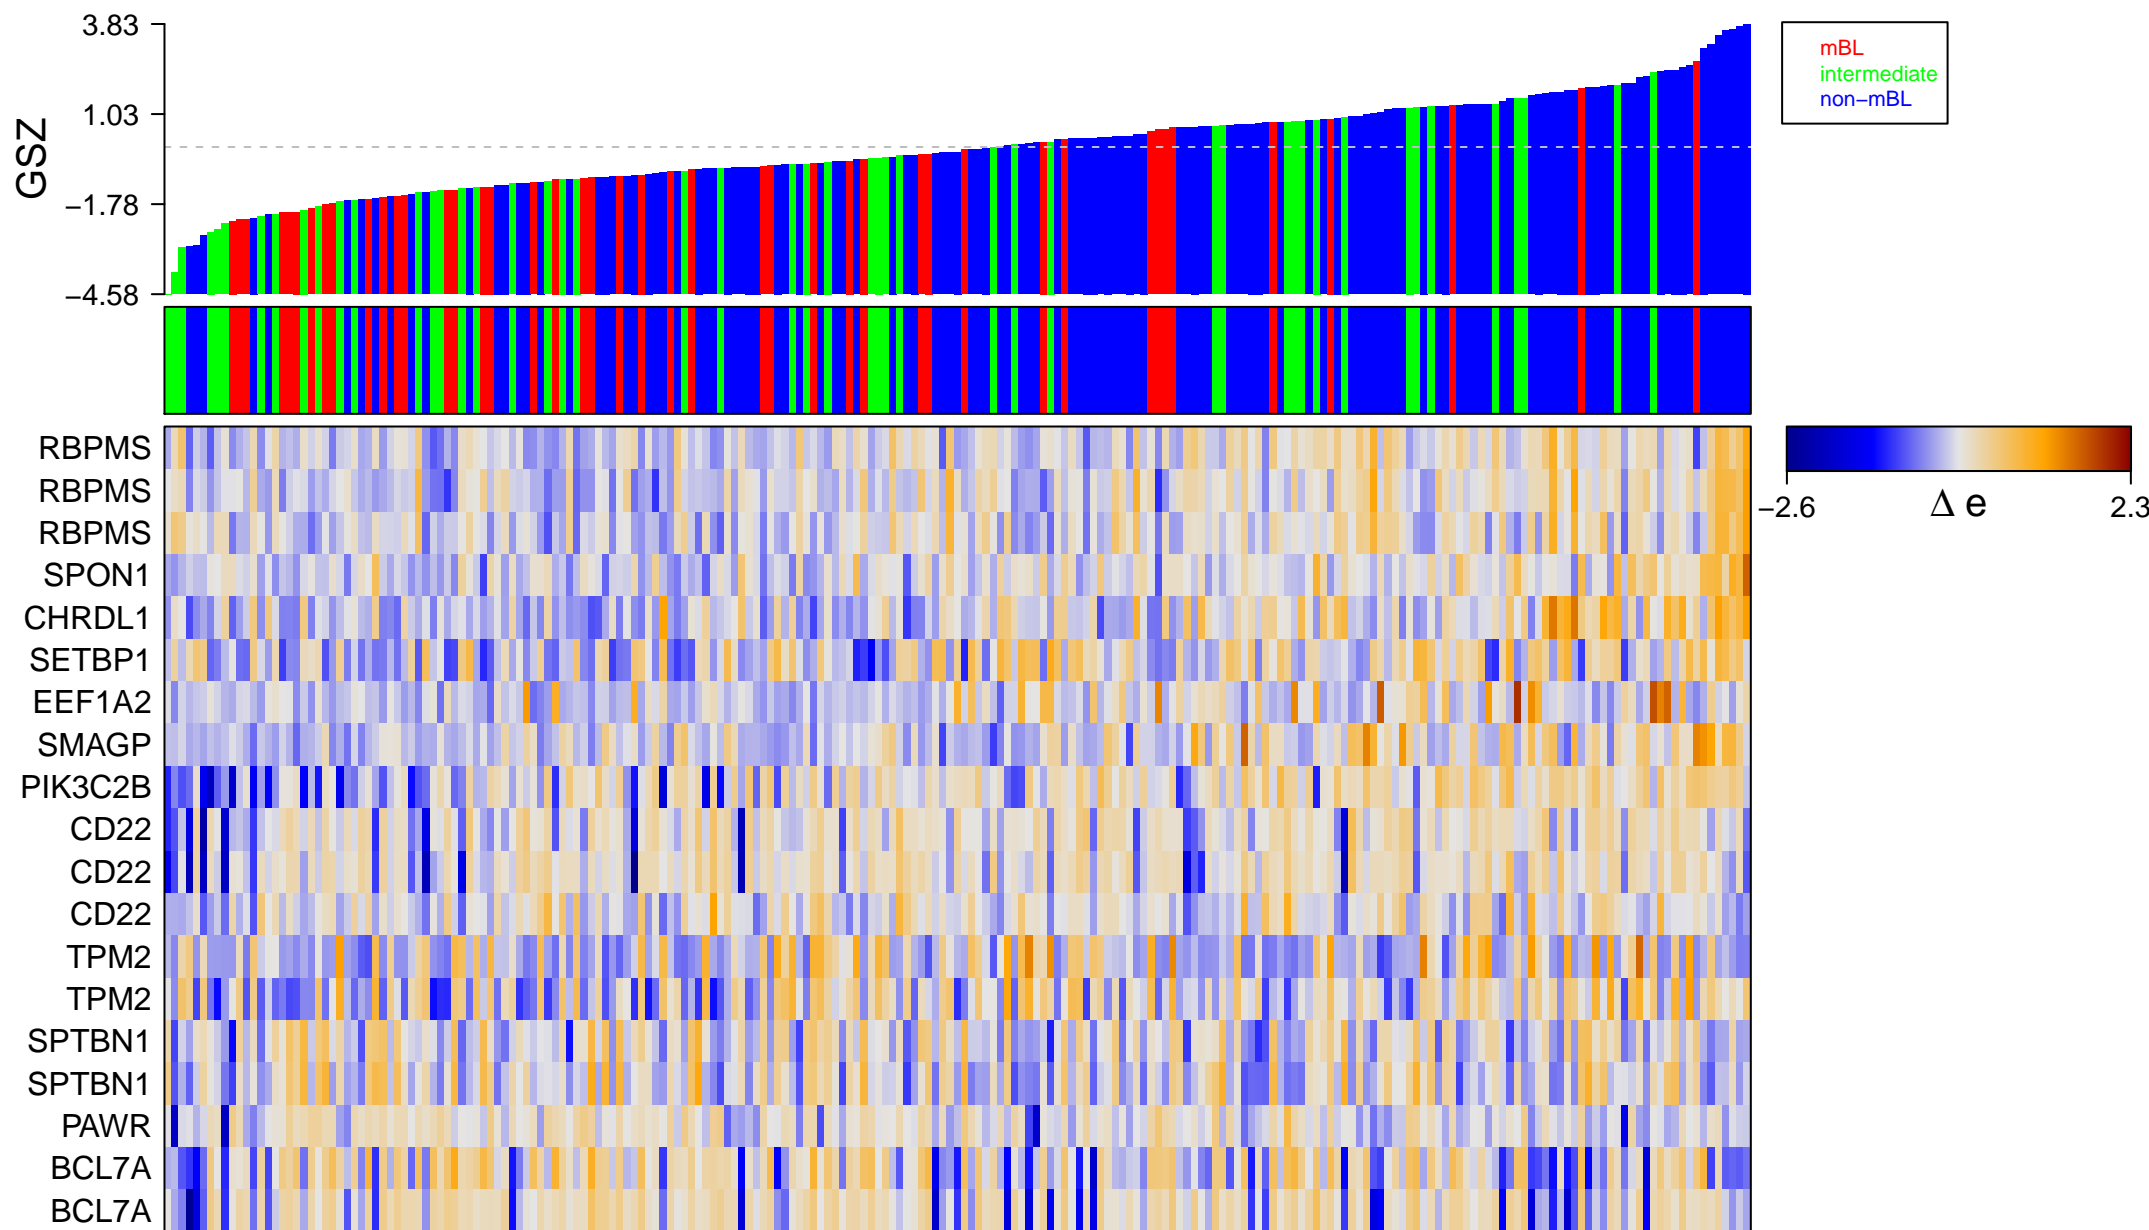 3.83
1.03
−1.78
−4.58
GSZ
mBL
intermediate
non−mBL
RBPMS
RBPMS
RBPMS
SPON1
CHRDL1
SETBP1
EEF1A2
SMAGP
PIK3C2B
CD22
CD22
CD22
TPM2
TPM2
SPTBN1
SPTBN1
PAWR
BCL7A
BCL7A
−2.6
Δ e
2.3